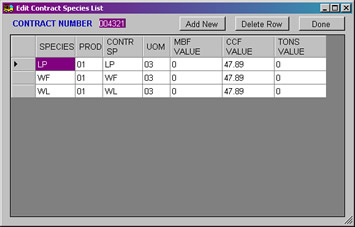 Edit Contract Species List
CONTRACT NUMBER 004321 Add New Delete Row Done
SPECIES PROD CONTR SP UOM MBF VALUE CCF VALUE TONS VALUE
LP 01 LP 03 0 47.89 0
WF 01 WF 03 0 47.89 0
WL 01 WL 03 0 47.89 0